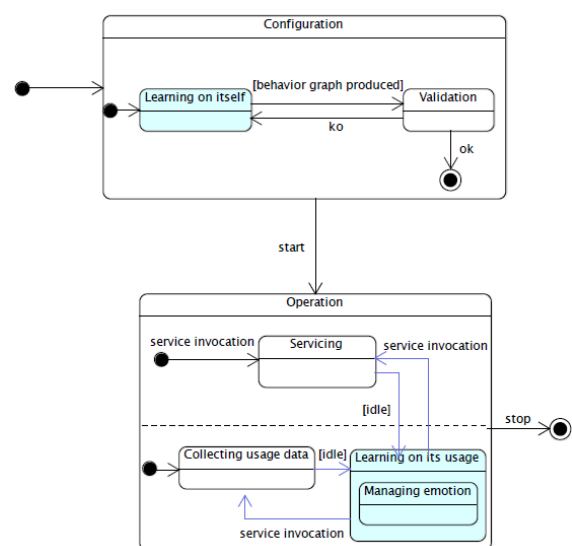 Configuration
Learning on itself
[behavior graph produced]
Validation
ko
ok
start
Operation
service invocation
Servicing
service invocation
[idle]
stop
Collecting usage data
[idle]
Learning on its usage
Managing emotion
service invocation